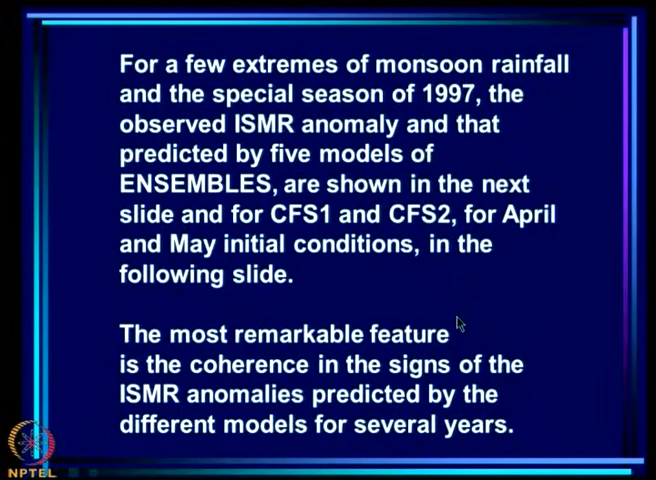 For a few extremes of monsoon rainfall
and the special season of 1997, the
observed ISMR anomaly and that
predicted by five models of
ENSEMBLES, are shown in the next
slide and for CFS1 and CFS2, for April
and May initial conditions, in the
following slide.
The most remarkable feature
is the coherence in the signs of the
ISMR anomalies predicted by the
different models for several years.
NPTEL